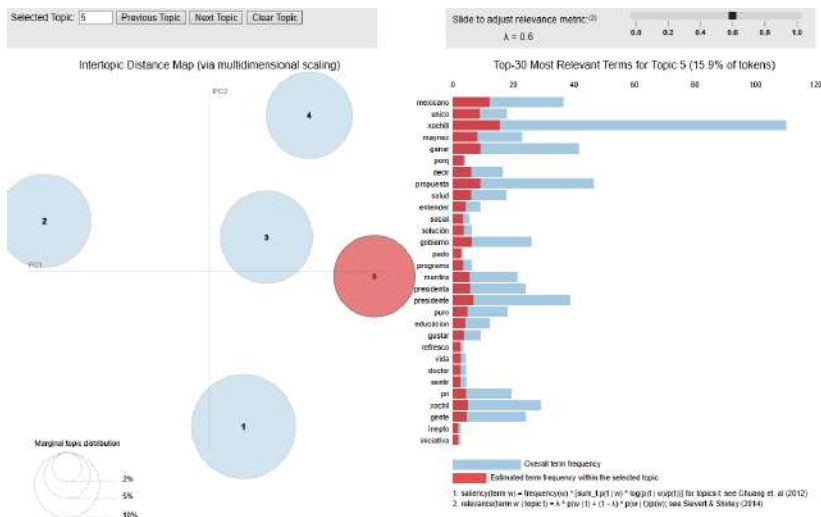 Selected Topic: 5 Previous Topic Next Topic Clear Topic
Slide to adjust relevance metric:(2)
λ = 0.6
0.0 0.2 0.4 0.6 0.8 1.0
Intertopic Distance Map (via multidimensional scaling)
PC2
PC1
4
2
3
5
1
Marginal topic distribution
2%
5%
10%
Top-30 Most Relevant Terms for Topic 5 (15.9% of tokens)
0 20 40 60 80 100 120
mexicano
unico
xochitl
maynez
ganar
porq
decir
propuesta
salud
entender
social
solución
gobierno
pedo
programa
mentira
presidenta
presidente
puro
educacion
gustar
refresco
vida
doctor
sentir
pri
xochil
gente
inepto
iniciativa
Overall term frequency
Estimated term frequency within the selected topic
1. saliency(term w) = frequency(w) * [sum_t p(t | w) * log(p(t | w)/p(t))] for topics t; see Chuang et. al (2012)
2. relevance(term w | topic t) = λ * p(w | t) + (1 - λ) * p(w | t)/p(w); see Sievert & Shirley (2014)